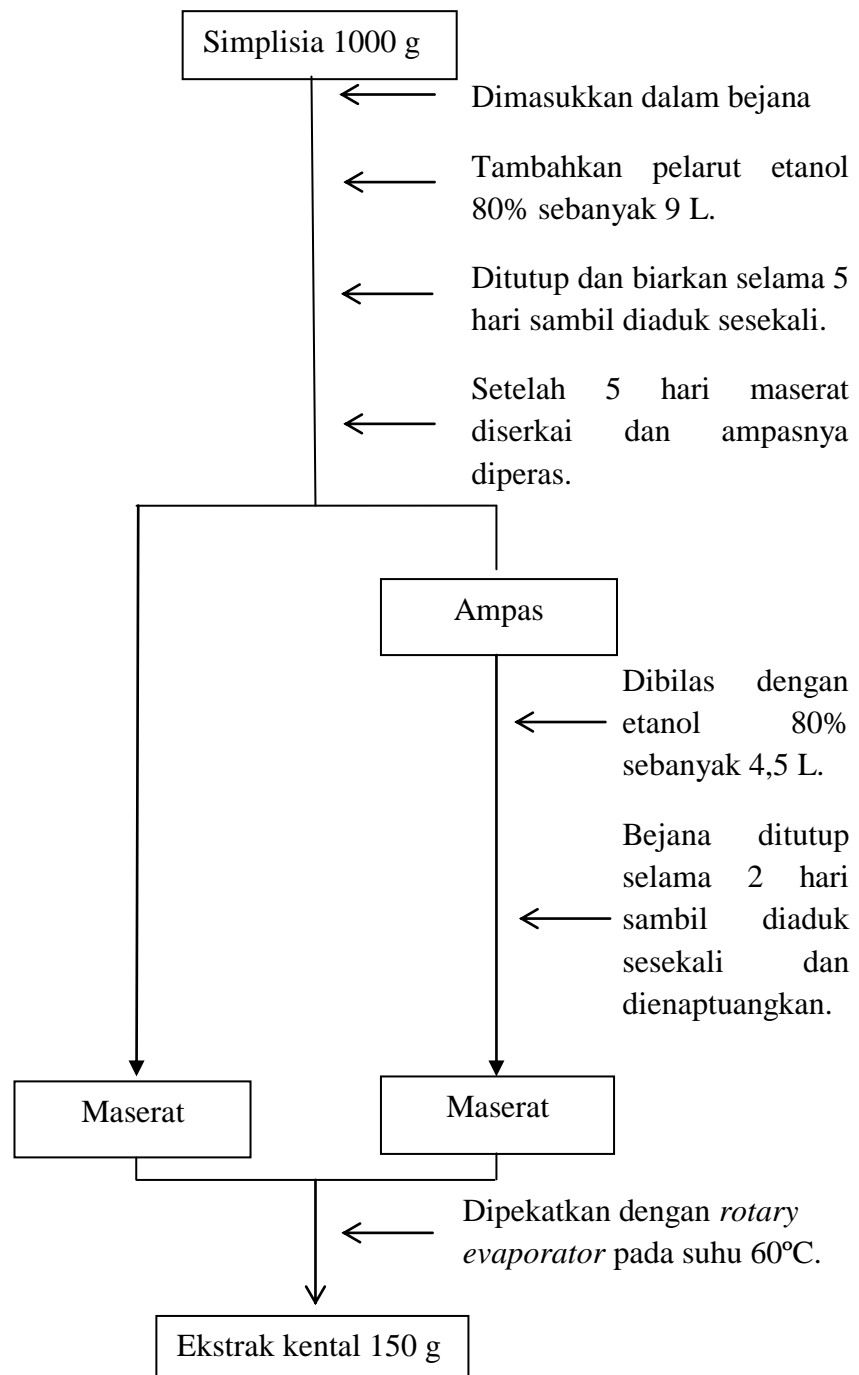 Simplisia 1000 g
Dimasukkan dalam bejana
Tambahkan pelarut etanol
80% sebanyak 9 L.
Ditutup dan biarkan selama 5
hari sambil diaduk sesekali.
Setelah 5 hari maserat
diserkai dan ampasnya
diperas.
Ampas
Dibilas dengan
etanol 80%
sebanyak 4,5 L.
Bejana ditutup
selama 2 hari
sambil diaduk
sesekali dan
dienaptuangkan.
Maserat
Maserat
Dipekatkan dengan rotary
evaporator pada suhu 60ºC.
Ekstrak kental 150 g